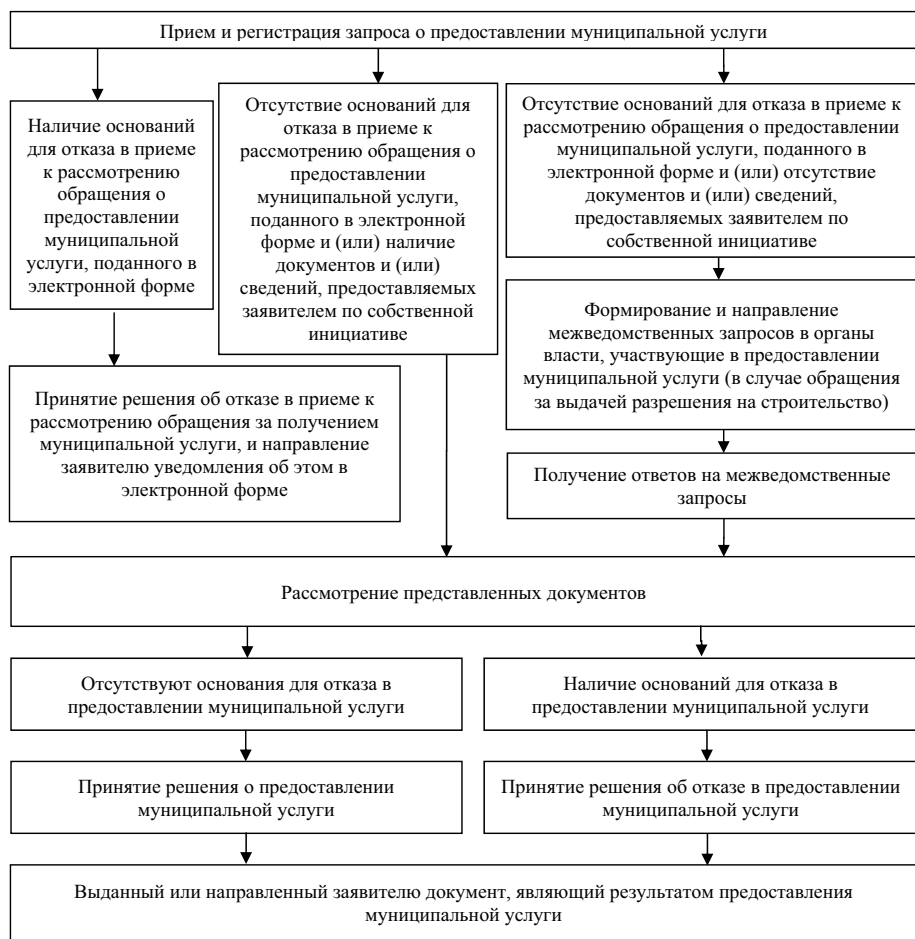 Прием и регистрация запроса о предоставлении муниципальной услуги
Наличие оснований
для отказа в приеме
к рассмотрению
обращения о
предоставлении
муниципальной
услуги, поданного в
электронной форме
Отсутствие оснований для
отказа в приеме к
рассмотрению обращения о
предоставлении
муниципальной услуги,
поданного в электронной
форме и (или) наличие
документов и (или)
сведений, предоставляемых
заявителем по собственной
инициативе
Отсутствие оснований для отказа в приеме к
рассмотрению обращения о предоставлении
муниципальной услуги, поданного в
электронной форме и (или) отсутствие
документов и (или) сведений,
предоставляемых заявителем по
собственной инициативе
Формирование и направление
межведомственных запросов в органы
власти, участвующие в предоставлении
муниципальной услуги (в случае обращения
за выдачей разрешения на строительство)
Принятие решения об отказе в приеме к
рассмотрению обращения за получением
муниципальной услуги, и направление
заявителю уведомления об этом в
электронной форме
Получение ответов на межведомственные
запросы
Рассмотрение представленных документов
Отсутствуют основания для отказа в
предоставлении муниципальной услуги
Наличие оснований для отказа в
предоставлении муниципальной услуги
Принятие решения о предоставлении
муниципальной услуги
Принятие решения об отказе в предоставлении
муниципальной услуги
Выданный или направленный заявителю документ, являющий результатом предоставления
муниципальной услуги